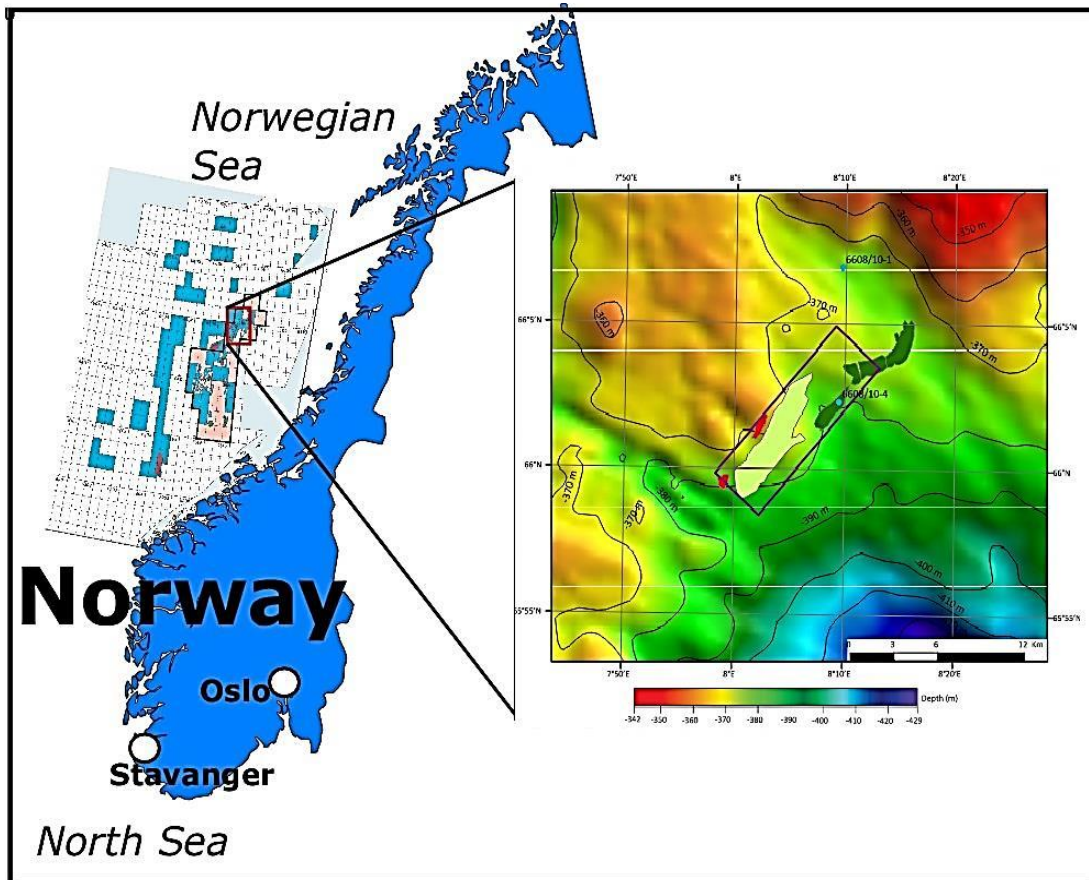 Norwegian
Sea
Norway
Oslo
Stavanger
North Sea
7°50'E
8°E
8°10'E
8°20'E
-360 m
-350 m
6608/10-1
-370 m
-360 m
66°5'N
66°5'N
-370 m
6608/10-4
66°N
66°N
-370 m
-380 m
-370 m
-390 m
-400 m
-410 m
65°55'N
65°55'N
0 3 6 12 Km
7°50'E
8°E
8°20'E
Depth (m)
-342 -350 -360 -370 -380 -390 -400 -410 -420 -429